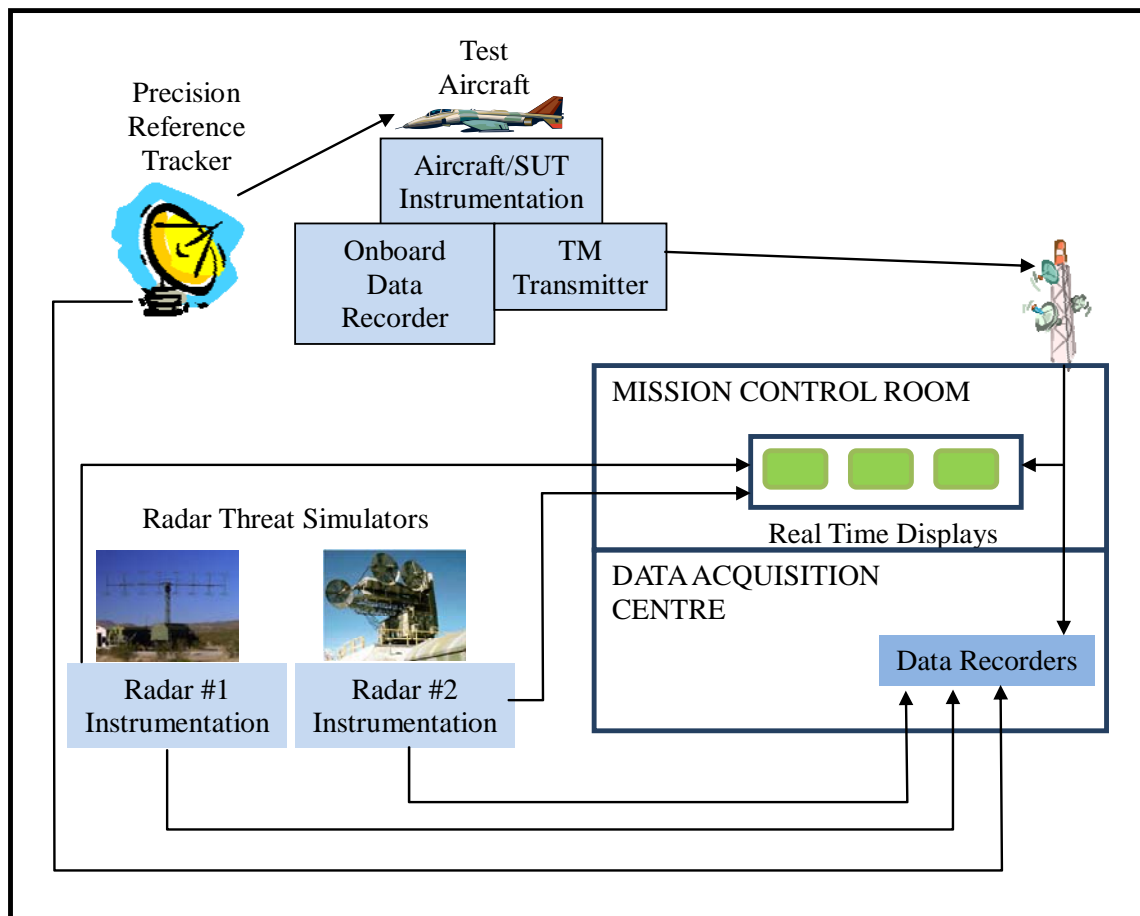 Test
Aircraft
Precision
Reference
Tracker
Aircraft/SUT
Instrumentation
Onboard
Data
Recorder
TM
Transmitter
MISSION CONTROL ROOM
Real Time Displays
Radar Threat Simulators
DATA ACQUISITION
CENTRE
Data Recorders
Radar #1
Instrumentation
Radar #2
Instrumentation